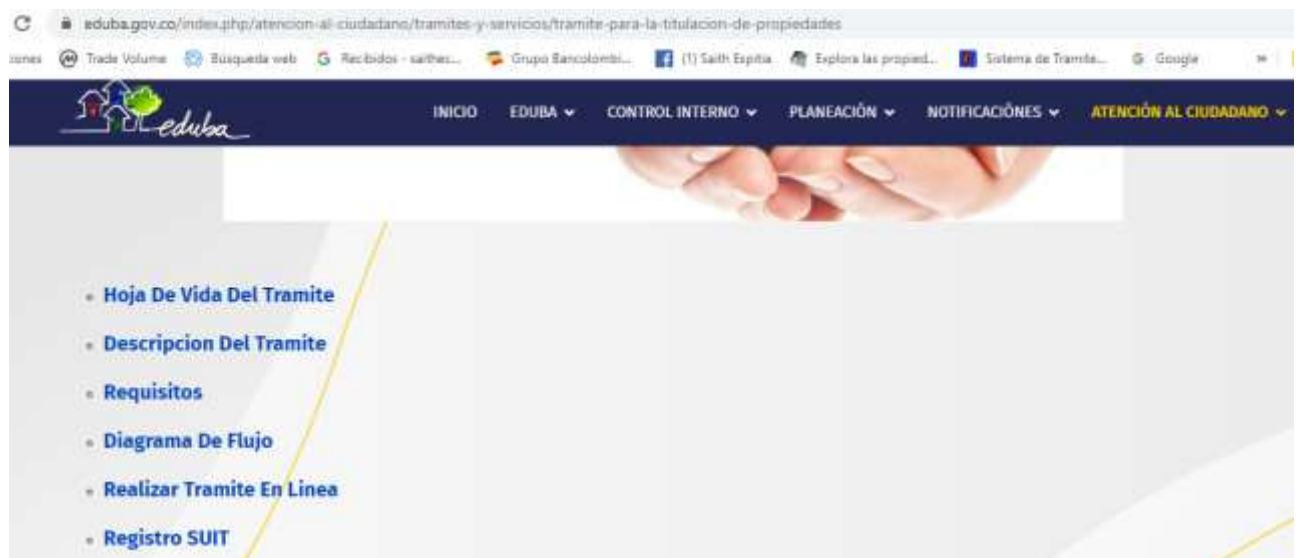 eduba.gov.co/index.php/atencion-al-ciudadano/tramites-y-servicios/tramite-para-la-titulacion-de-propiedades
iones Trade Volume Búsqueda web Recibidos - saithes... Grupo Bancolombi... (1) Saith Espitia Explora las propied... Sistema de Tramite... Google »
eduba INICIO EDUBA CONTROL INTERNO PLANEACIÓN NOTIFICACIÒNES ATENCIÓN AL CIUDADANO
Hoja De Vida Del Tramite
Descripcion Del Tramite
Requisitos
Diagrama De Flujo
Realizar Tramite En Linea
Registro SUIT